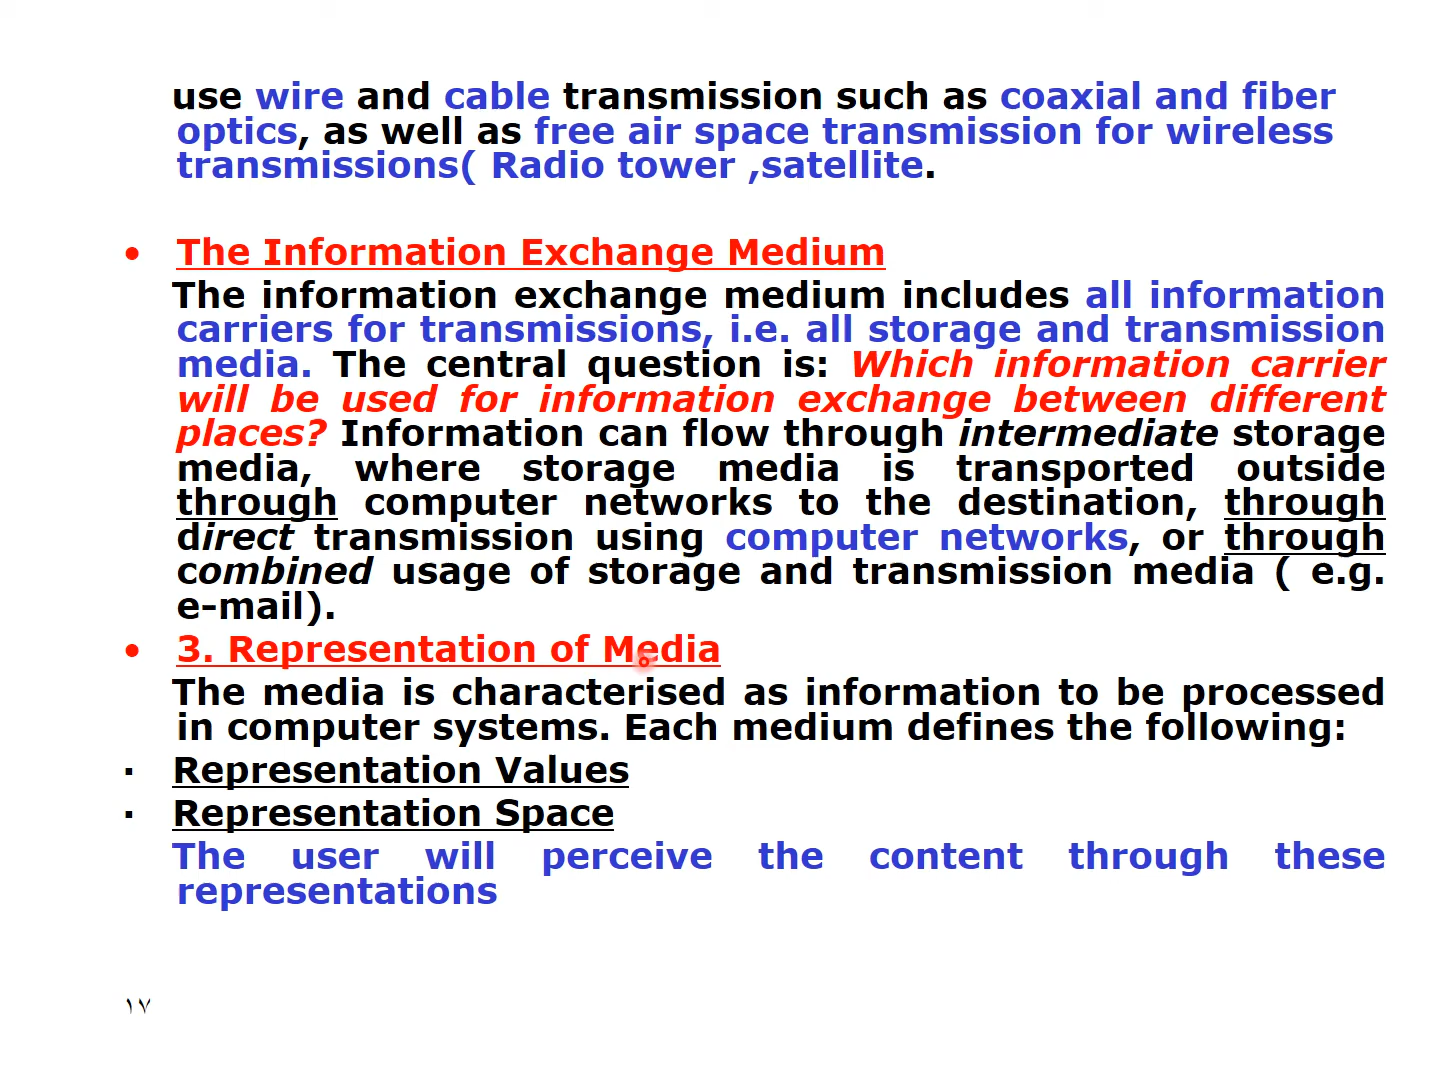 use wire and cable transmission such as coaxial and fiber
optics, as well as free air space transmission for wireless
transmissions( Radio tower ,satellite.
• The Information Exchange Medium
The information exchange medium includes all information
carriers for transmissions, i.e. all storage and transmission
media. The central question is: Which information carrier
will be used for information exchange between different
places? Information can flow through intermediate storage
media, where storage media is transported outside
through computer networks to the destination, through
direct transmission using computer networks, or through
combined usage of storage and transmission media ( e.g.
e-mail).
• 3. Representation of Media
The media is characterised as information to be processed
in computer systems. Each medium defines the following:
· Representation Values
· Representation Space
The user will perceive the content through these
representations
١٧